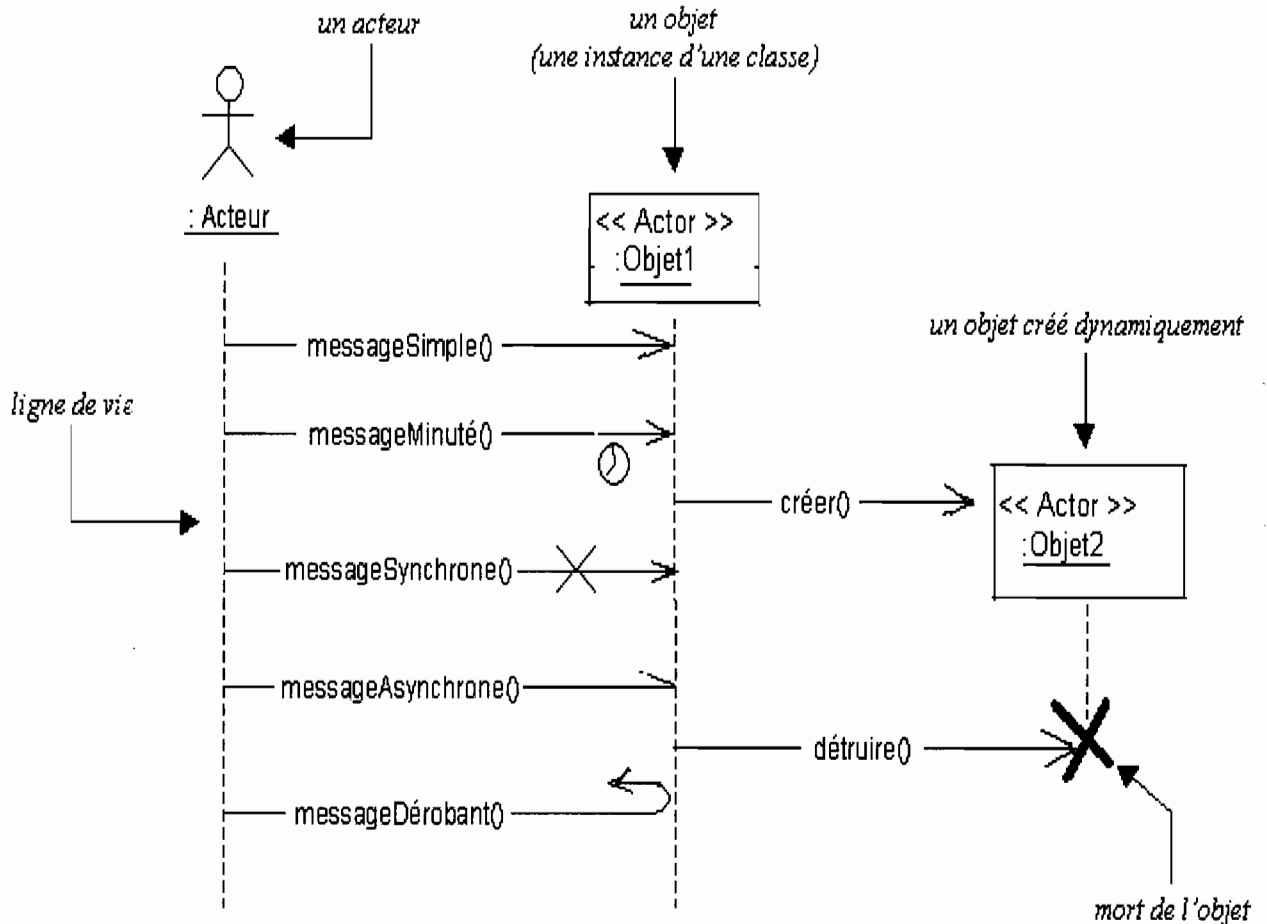 un acteur
un objet
(une instance d'une classe)
: Acteur
<< Actor >>
:Objet1
un objet créé dynamiquement
messageSimple()
ligne de vie
messageMinuté()
créer()
<< Actor >>
:Objet2
messageSynchrone()
messageAsynchrone()
détruire()
messageDérobant()
mort de l'objet